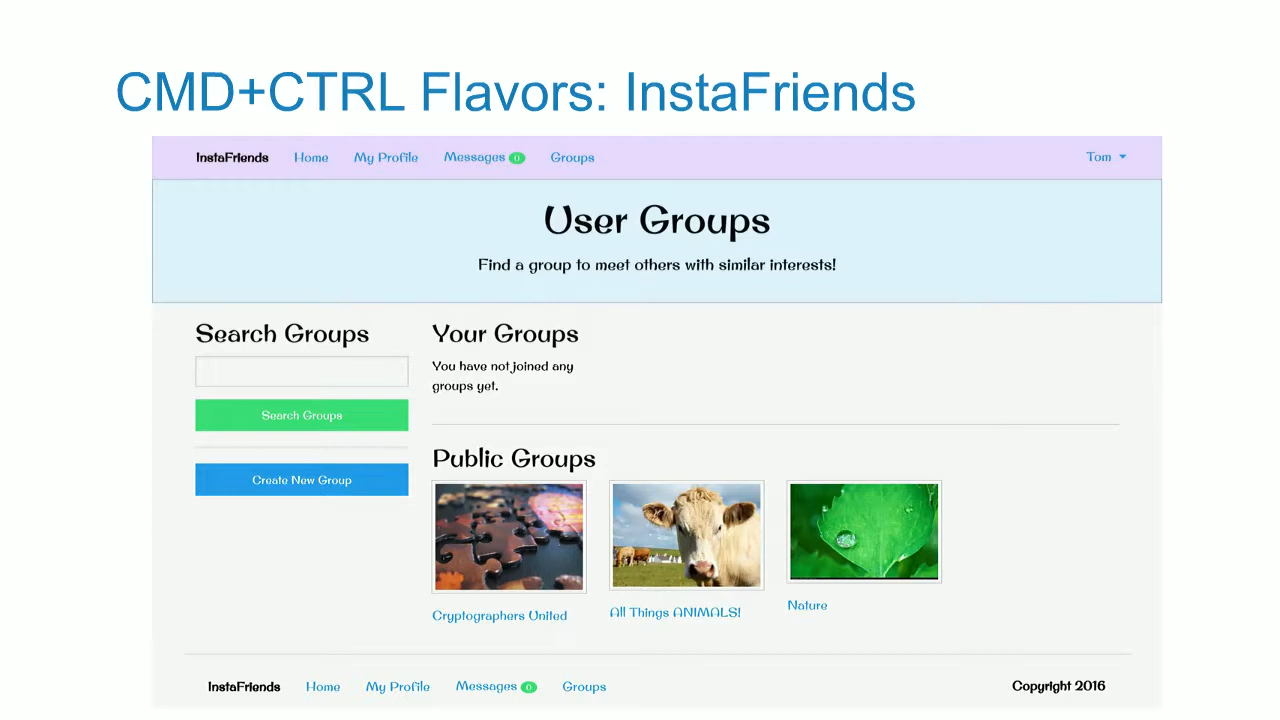 CMD+CTRL Flavors: InstaFriends
InstaFriends Home My Profile Messages 0 Groups Tom
User Groups
Find a group to meet others with similar interests!
Search Groups
Search Groups
Create New Group
Your Groups
You have not joined any
groups yet.
Public Groups
Cryptographers United
All Things ANIMALS!
Nature
InstaFriends Home My Profile Messages 0 Groups Copyright 2016